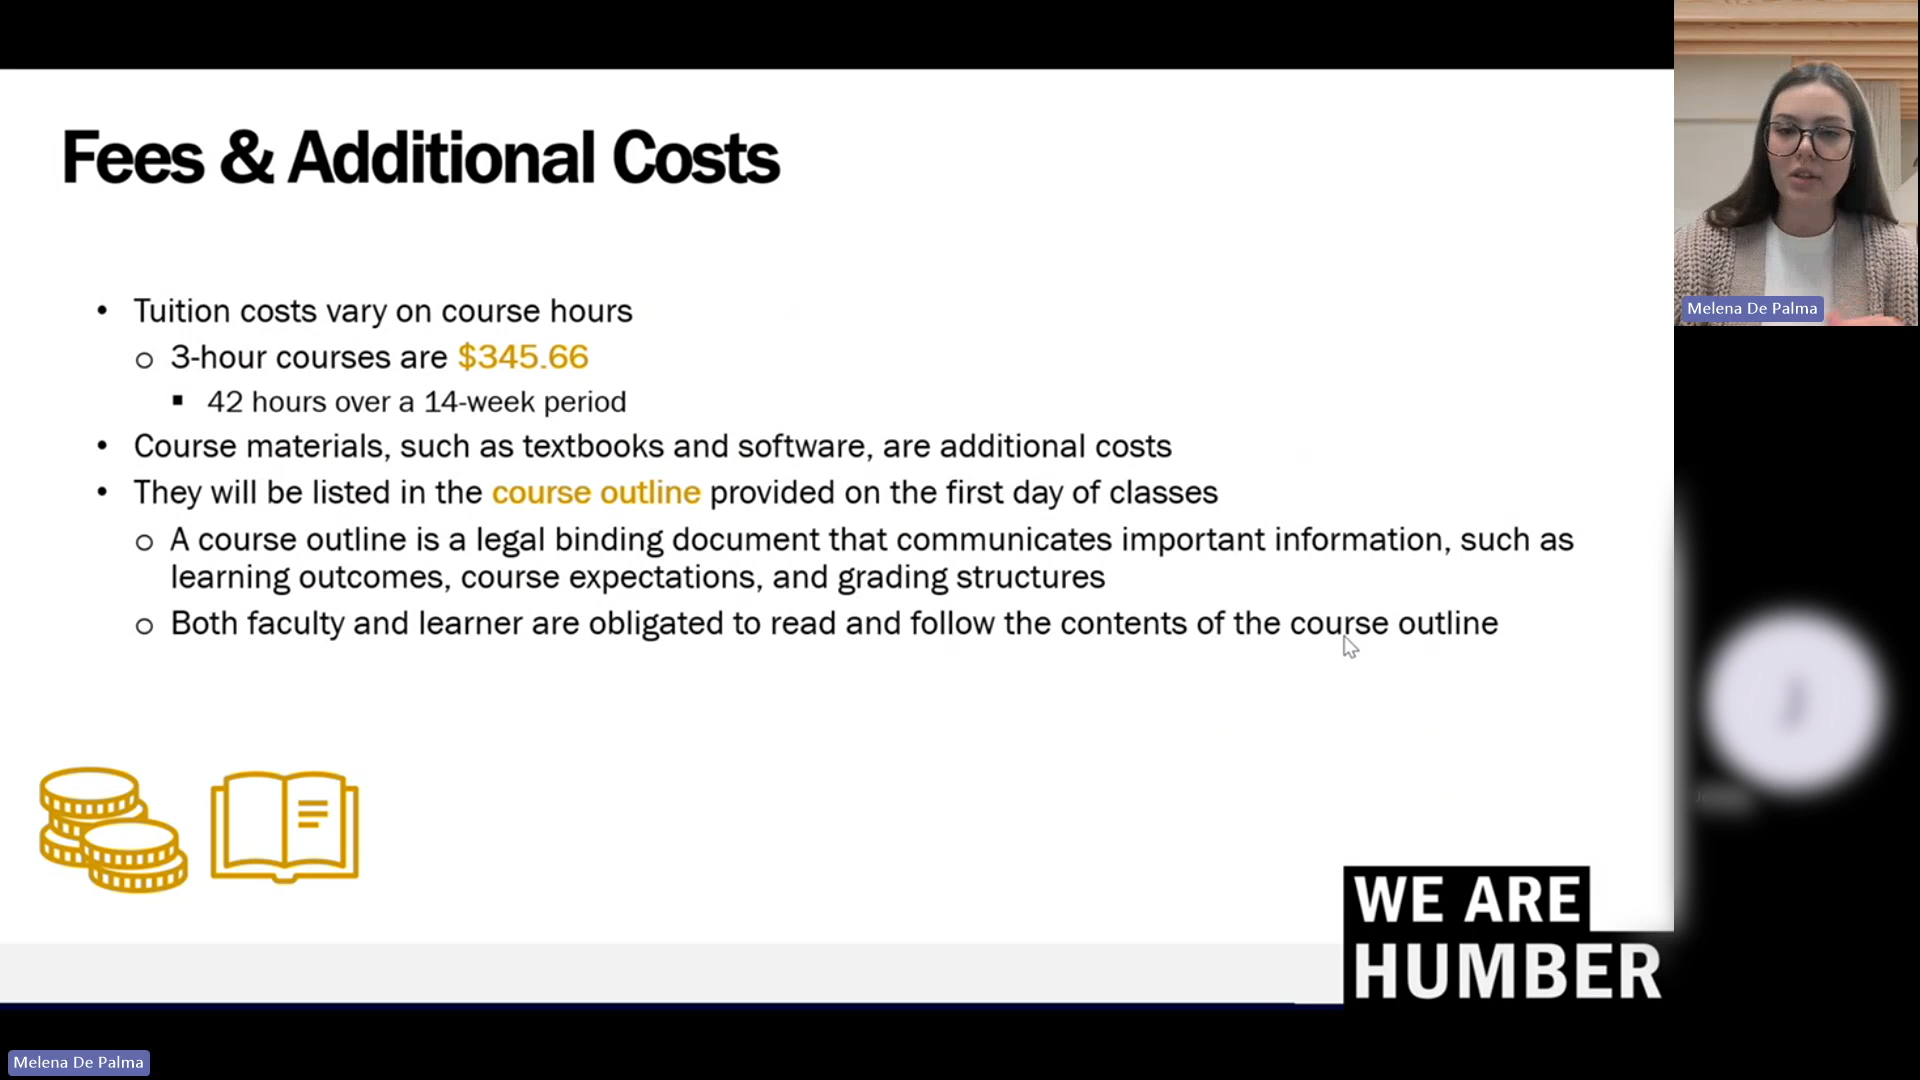 Fees & Additional Costs
• Tuition costs vary on course hours
o 3-hour courses are $345.66
▪ 42 hours over a 14-week period
• Course materials, such as textbooks and software, are additional costs
• They will be listed in the course outline provided on the first day of classes
o A course outline is a legal binding document that communicates important information, such as
learning outcomes, course expectations, and grading structures
o Both faculty and learner are obligated to read and follow the contents of the course outline
WE ARE
HUMBER
Melena De Palma
Melena De Palma